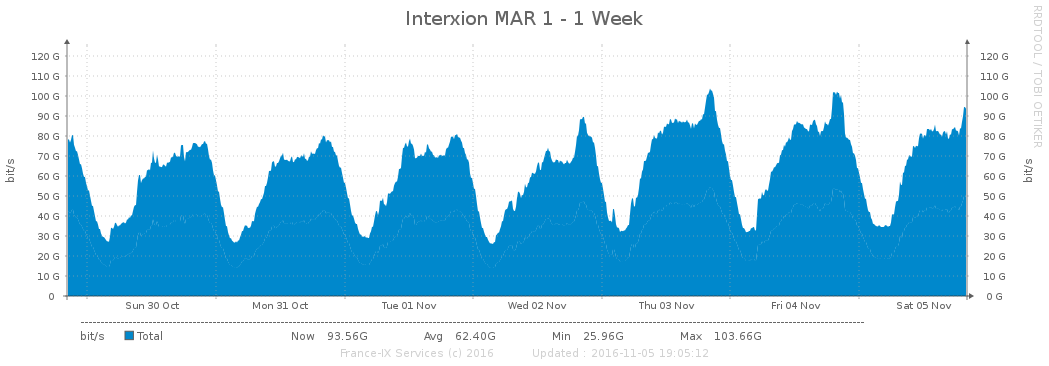 Interxion MAR 1 - 1 Week
RRDTOOL / TOBI OETIKER
bit/s
120 G 120 G
110 G 110 G
100 G 100 G
90 G 90 G
80 G 80 G
70 G 70 G
60 G 60 G
50 G 50 G
40 G 40 G
30 G 30 G
20 G 20 G
10 G 10 G
0 0 G
bit/s
Sun 30 Oct Mon 31 Oct Tue 01 Nov Wed 02 Nov Thu 03 Nov Fri 04 Nov Sat 05 Nov
bit/s Total Now 93.56G Avg 62.40G Min 25.96G Max 103.66G
France-IX Services (c) 2016 Updated : 2016-11-05 19:05:12